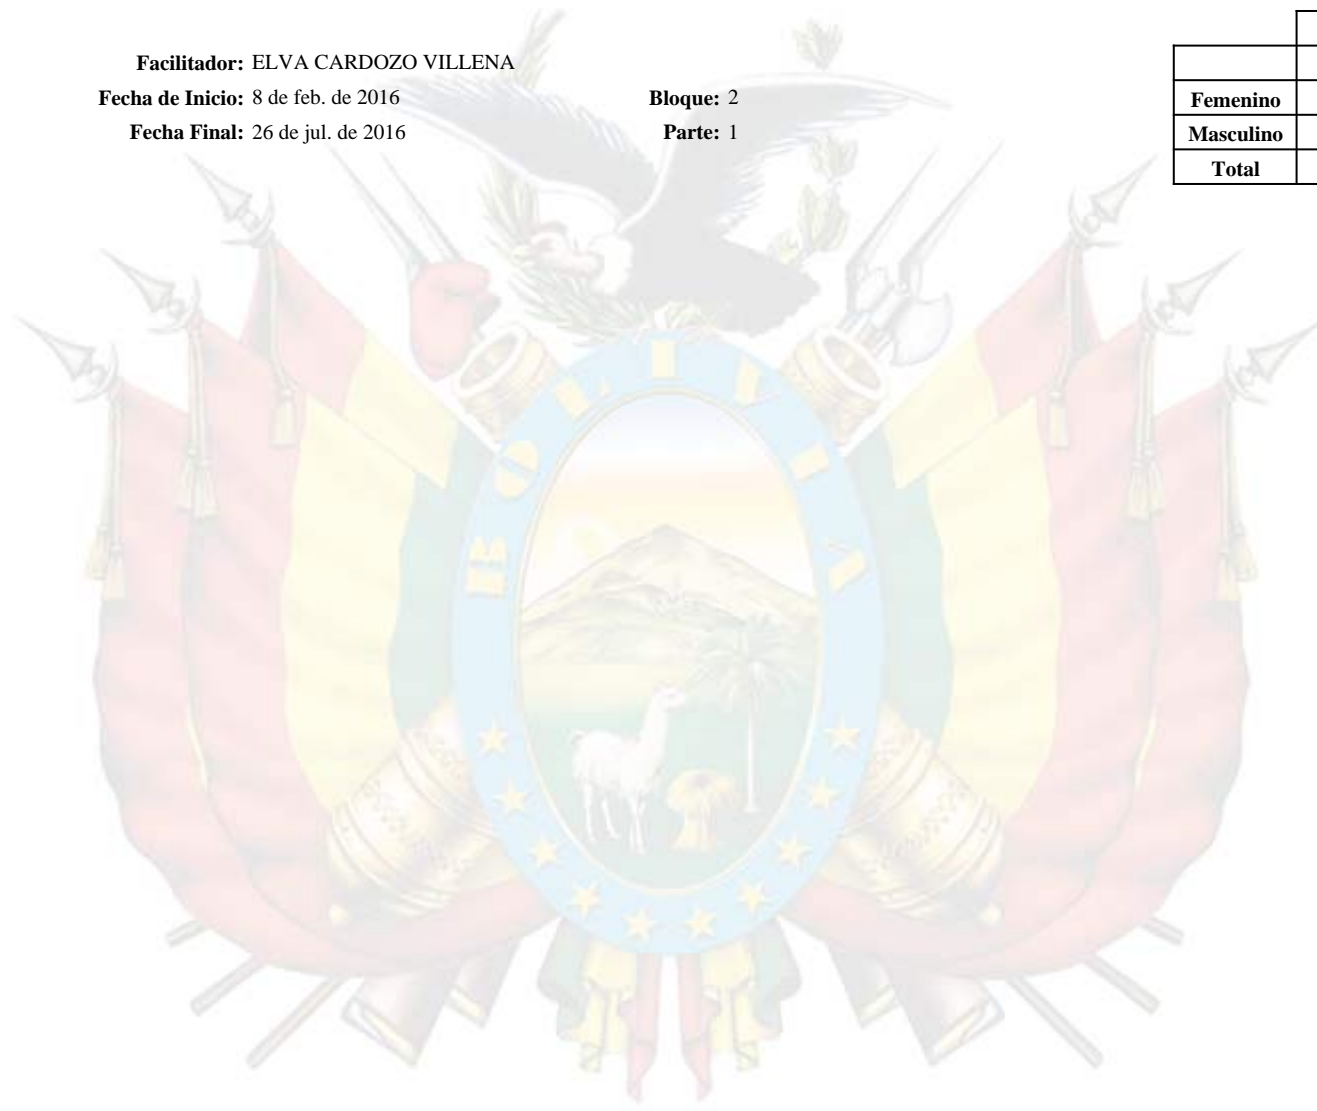 Facilitador: ELVA CARDOZO VILLENA
Fecha de Inicio: 8 de feb. de 2016 Bloque: 2
Fecha Final: 26 de jul. de 2016 Parte: 1
Femenino
Masculino
Total
BOLIVIA